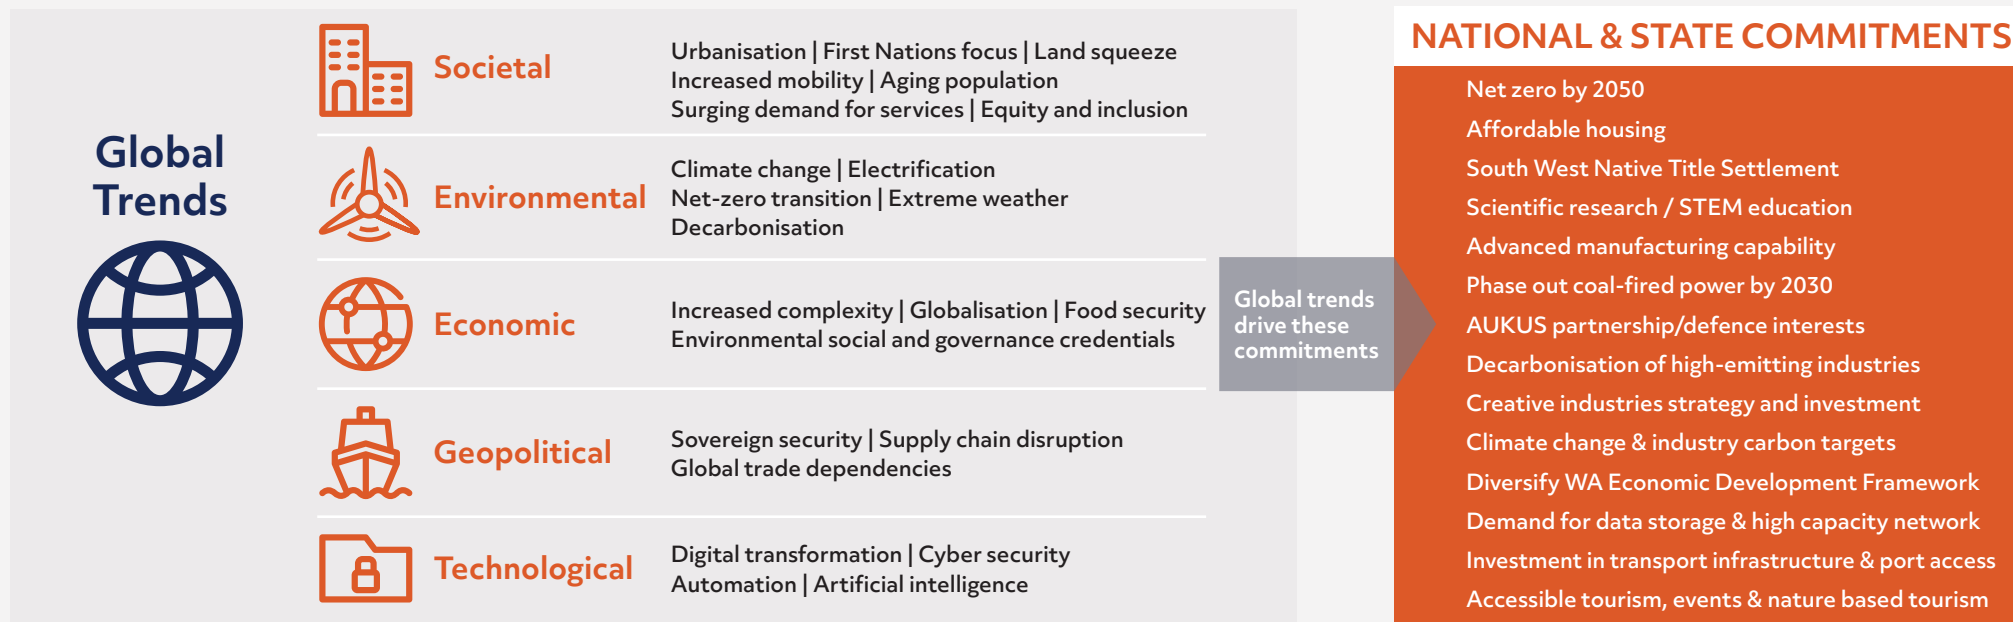 Global
Trends
Societal
Urbanisation | First Nations focus | Land squeeze
Increased mobility | Aging population
Surging demand for services | Equity and inclusion
Environmental
Climate change | Electrification
Net-zero transition | Extreme weather
Decarbonisation
Economic
Increased complexity | Globalisation | Food security
Environmental social and governance credentials
Geopolitical
Sovereign security | Supply chain disruption
Global trade dependencies
Technological
Digital transformation | Cyber security
Automation | Artificial intelligence
Global trends
drive these
commitments
NATIONAL & STATE COMMITMENTS
Net zero by 2050
Affordable housing
South West Native Title Settlement
Scientific research / STEM education
Advanced manufacturing capability
Phase out coal-fired power by 2030
AUKUS partnership/defence interests
Decarbonisation of high-emitting industries
Creative industries strategy and investment
Climate change & industry carbon targets
Diversify WA Economic Development Framework
Demand for data storage & high capacity network
Investment in transport infrastructure & port access
Accessible tourism, events & nature based tourism